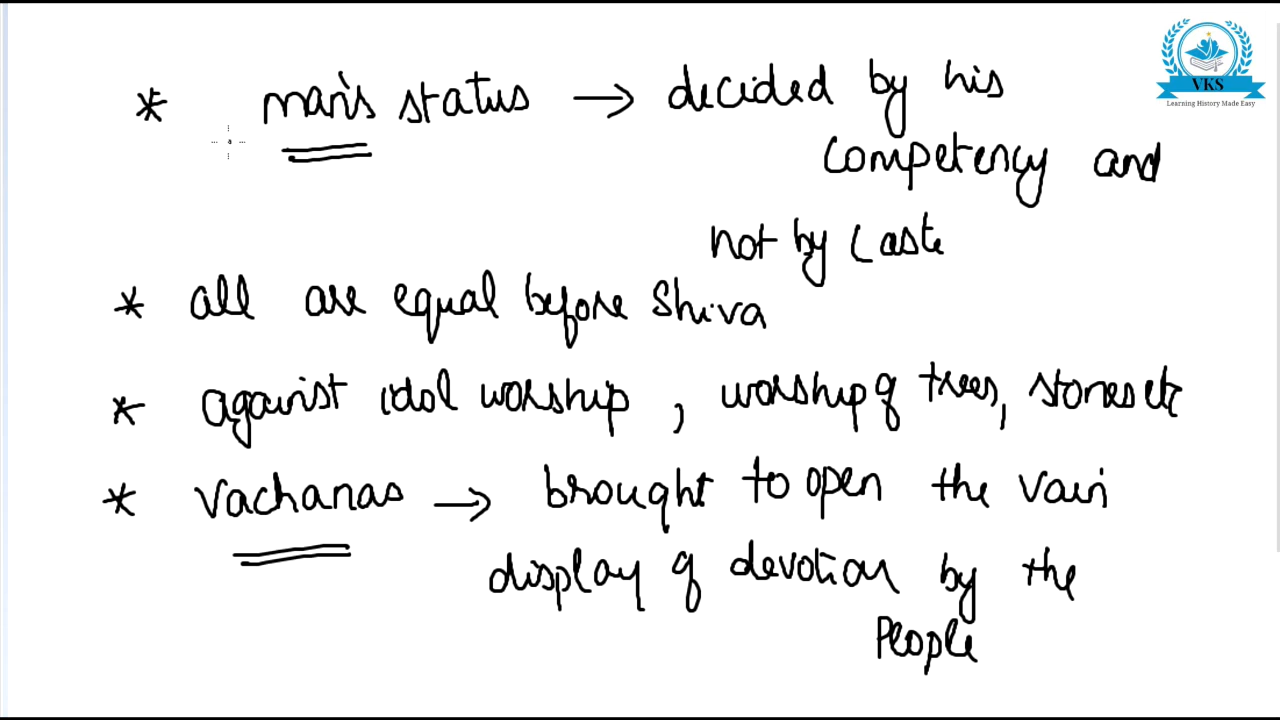 VKS
Learning History Made Easy
* man's status → decided by his
competency and
not by caste
* all are equal before Shiva
* against idol worship, worship of trees, stones etc
* Vachanas → brought to open the vain
display of devotion by the
People